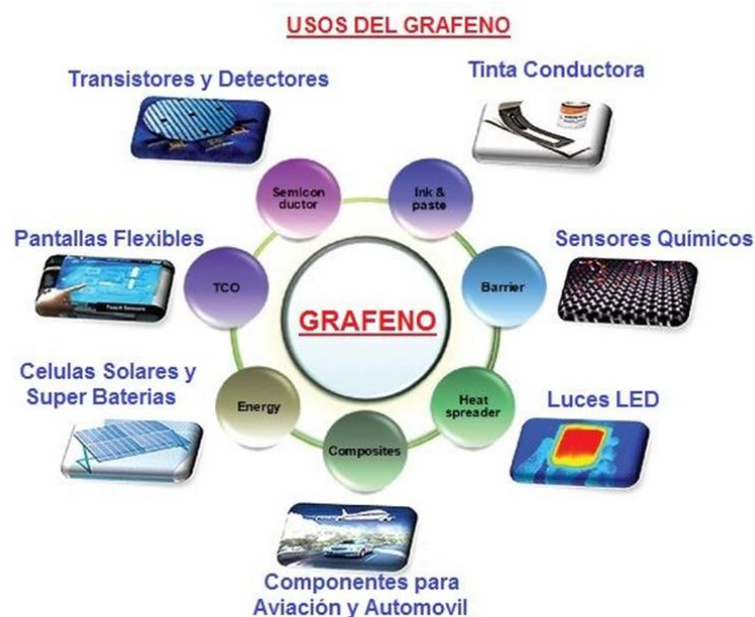 USOS DEL GRAFENO
Transistores y Detectores
Tinta Conductora
Semicon
ductor
Ink &
paste
Pantallas Flexibles
Sensores Químicos
TCO
Barrier
GRAFENO
Celulas Solares y
Super Baterias
Energy
Heat
spreader
Luces LED
Composites
Componentes para
Aviación y Automovil